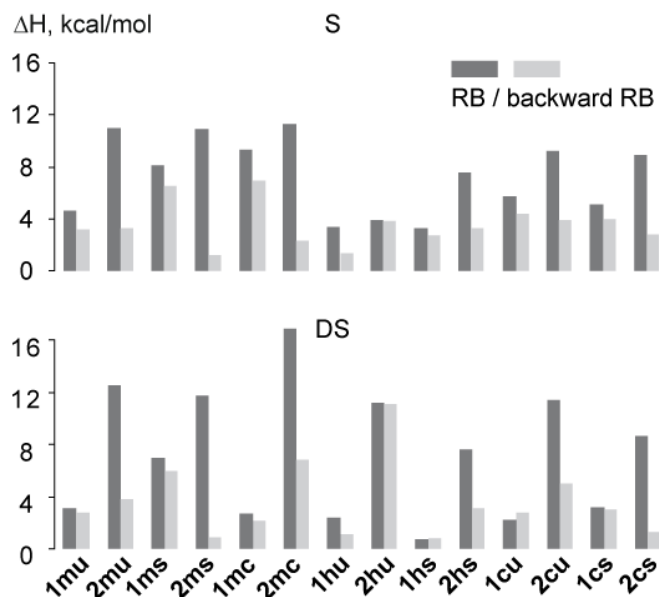 ΔH, kcal/mol
S
16
12
8
4
0
RB / backward RB
DS
16
12
8
4
0
1mu 2mu 1ms 2ms 1mc 2mc 1hu 2hu 1hs 2hs 1cu 2cu 1cs 2cs